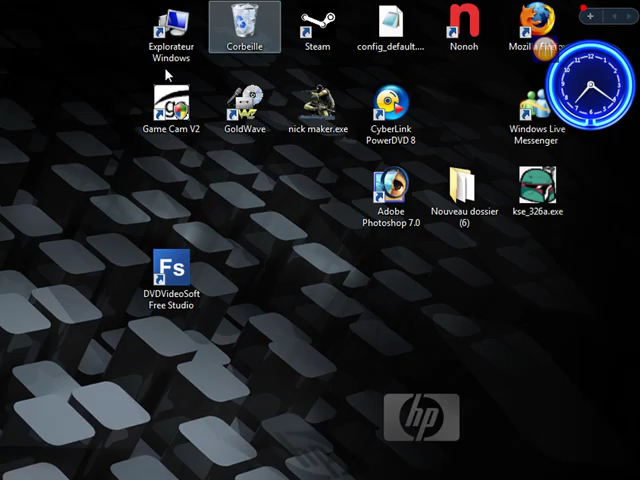 Explorateur
Windows
Corbeille
Steam
config_default....
Nonoh
Game Cam V2
GoldWave
nick maker.exe
CyberLink
PowerDVD 8
Windows Live
Messenger
Adobe
Photoshop 7.0
Nouveau dossier
(6)
kse_326a.exe
Fs
DVDVideoSoft
Free Studio
hp